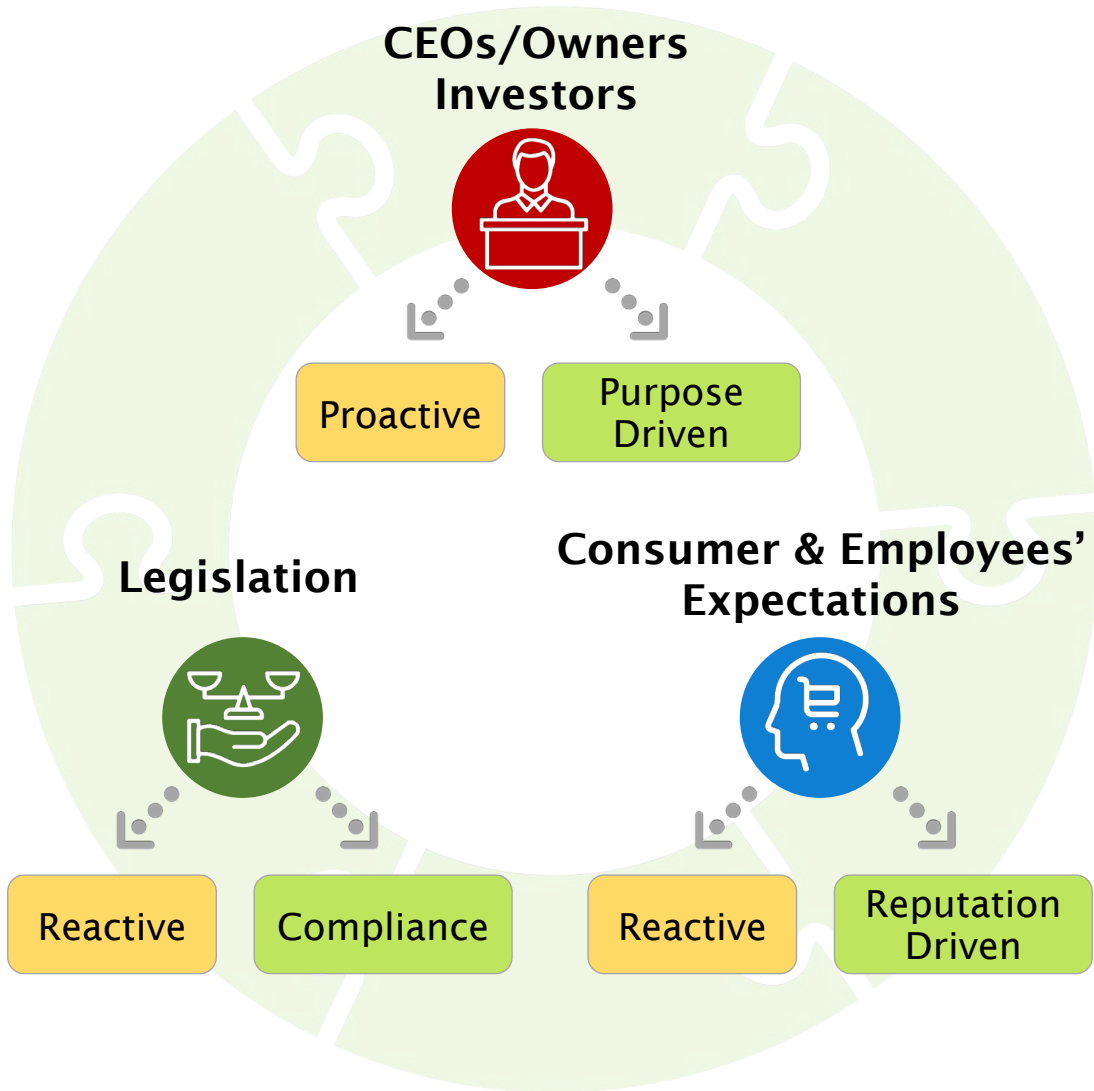 CEOs/Owners
Investors
Proactive
Purpose
Driven
Legislation
Reactive
Compliance
Consumer & Employees’
Expectations
Reactive
Reputation
Driven